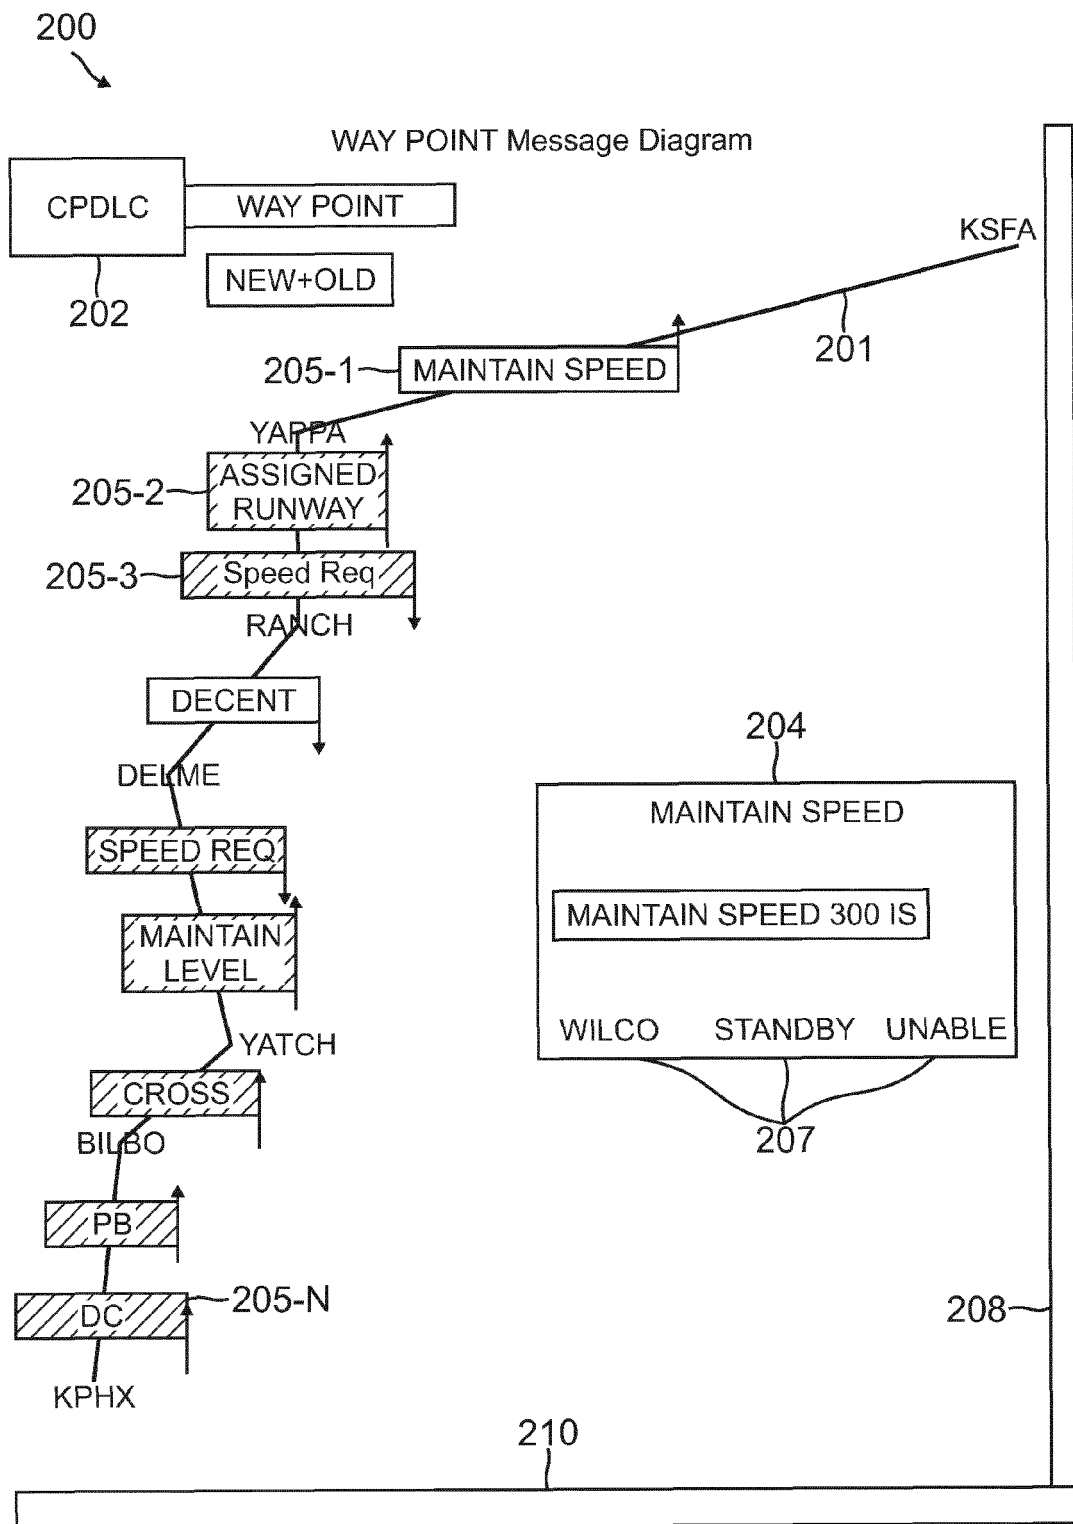 200
WAY POINT Message Diagram
CPDLC
WAY POINT
KSFA
NEW+OLD
202
201
205-1
MAINTAIN SPEED
YAPPA
205-2
ASSIGNED
RUNWAY
205-3
Speed Req
RANCH
DECENT
204
DELME
MAINTAIN SPEED
SPEED REQ
MAINTAIN SPEED 300 IS
MAINTAIN
LEVEL
WILCO
STANDBY
UNABLE
YATCH
CROSS
BILBO
207
PB
205-N
DC
208
KPHX
210